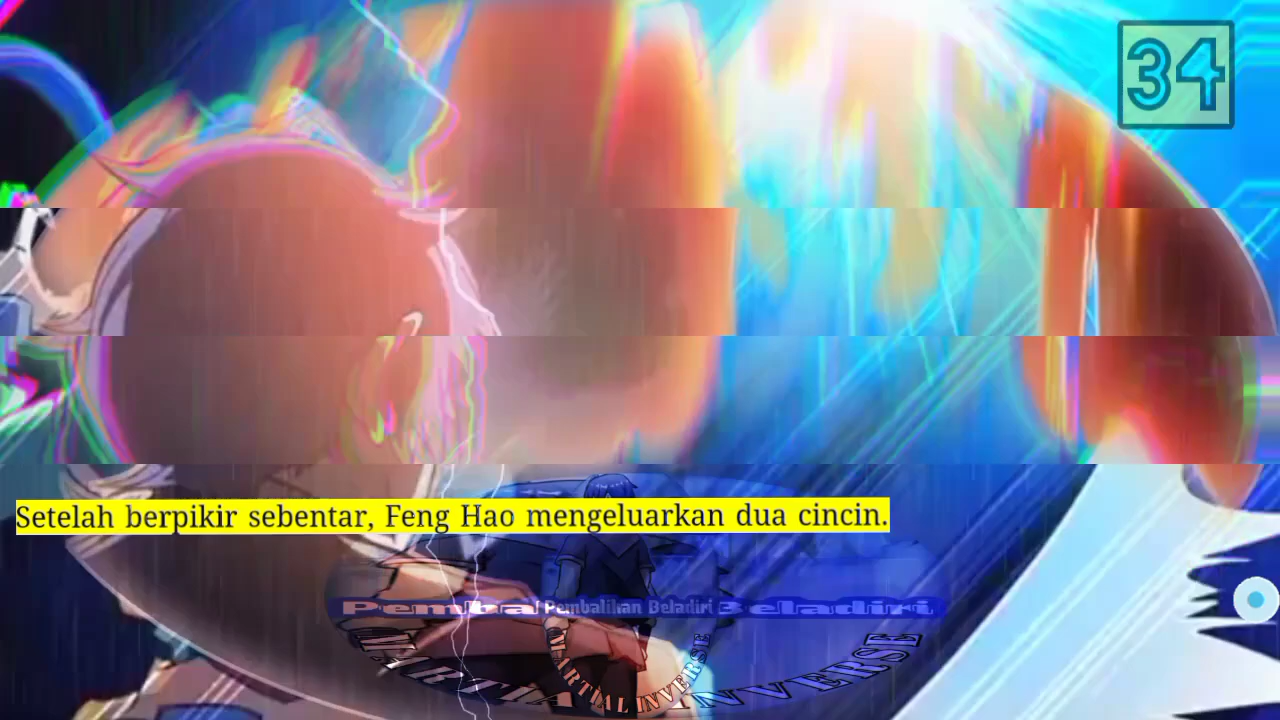 34
Setelah berpikir sebentar, Feng Hao mengeluarkan dua cincin.
Pembalikan Beladiri
MARTIAL INVERSE